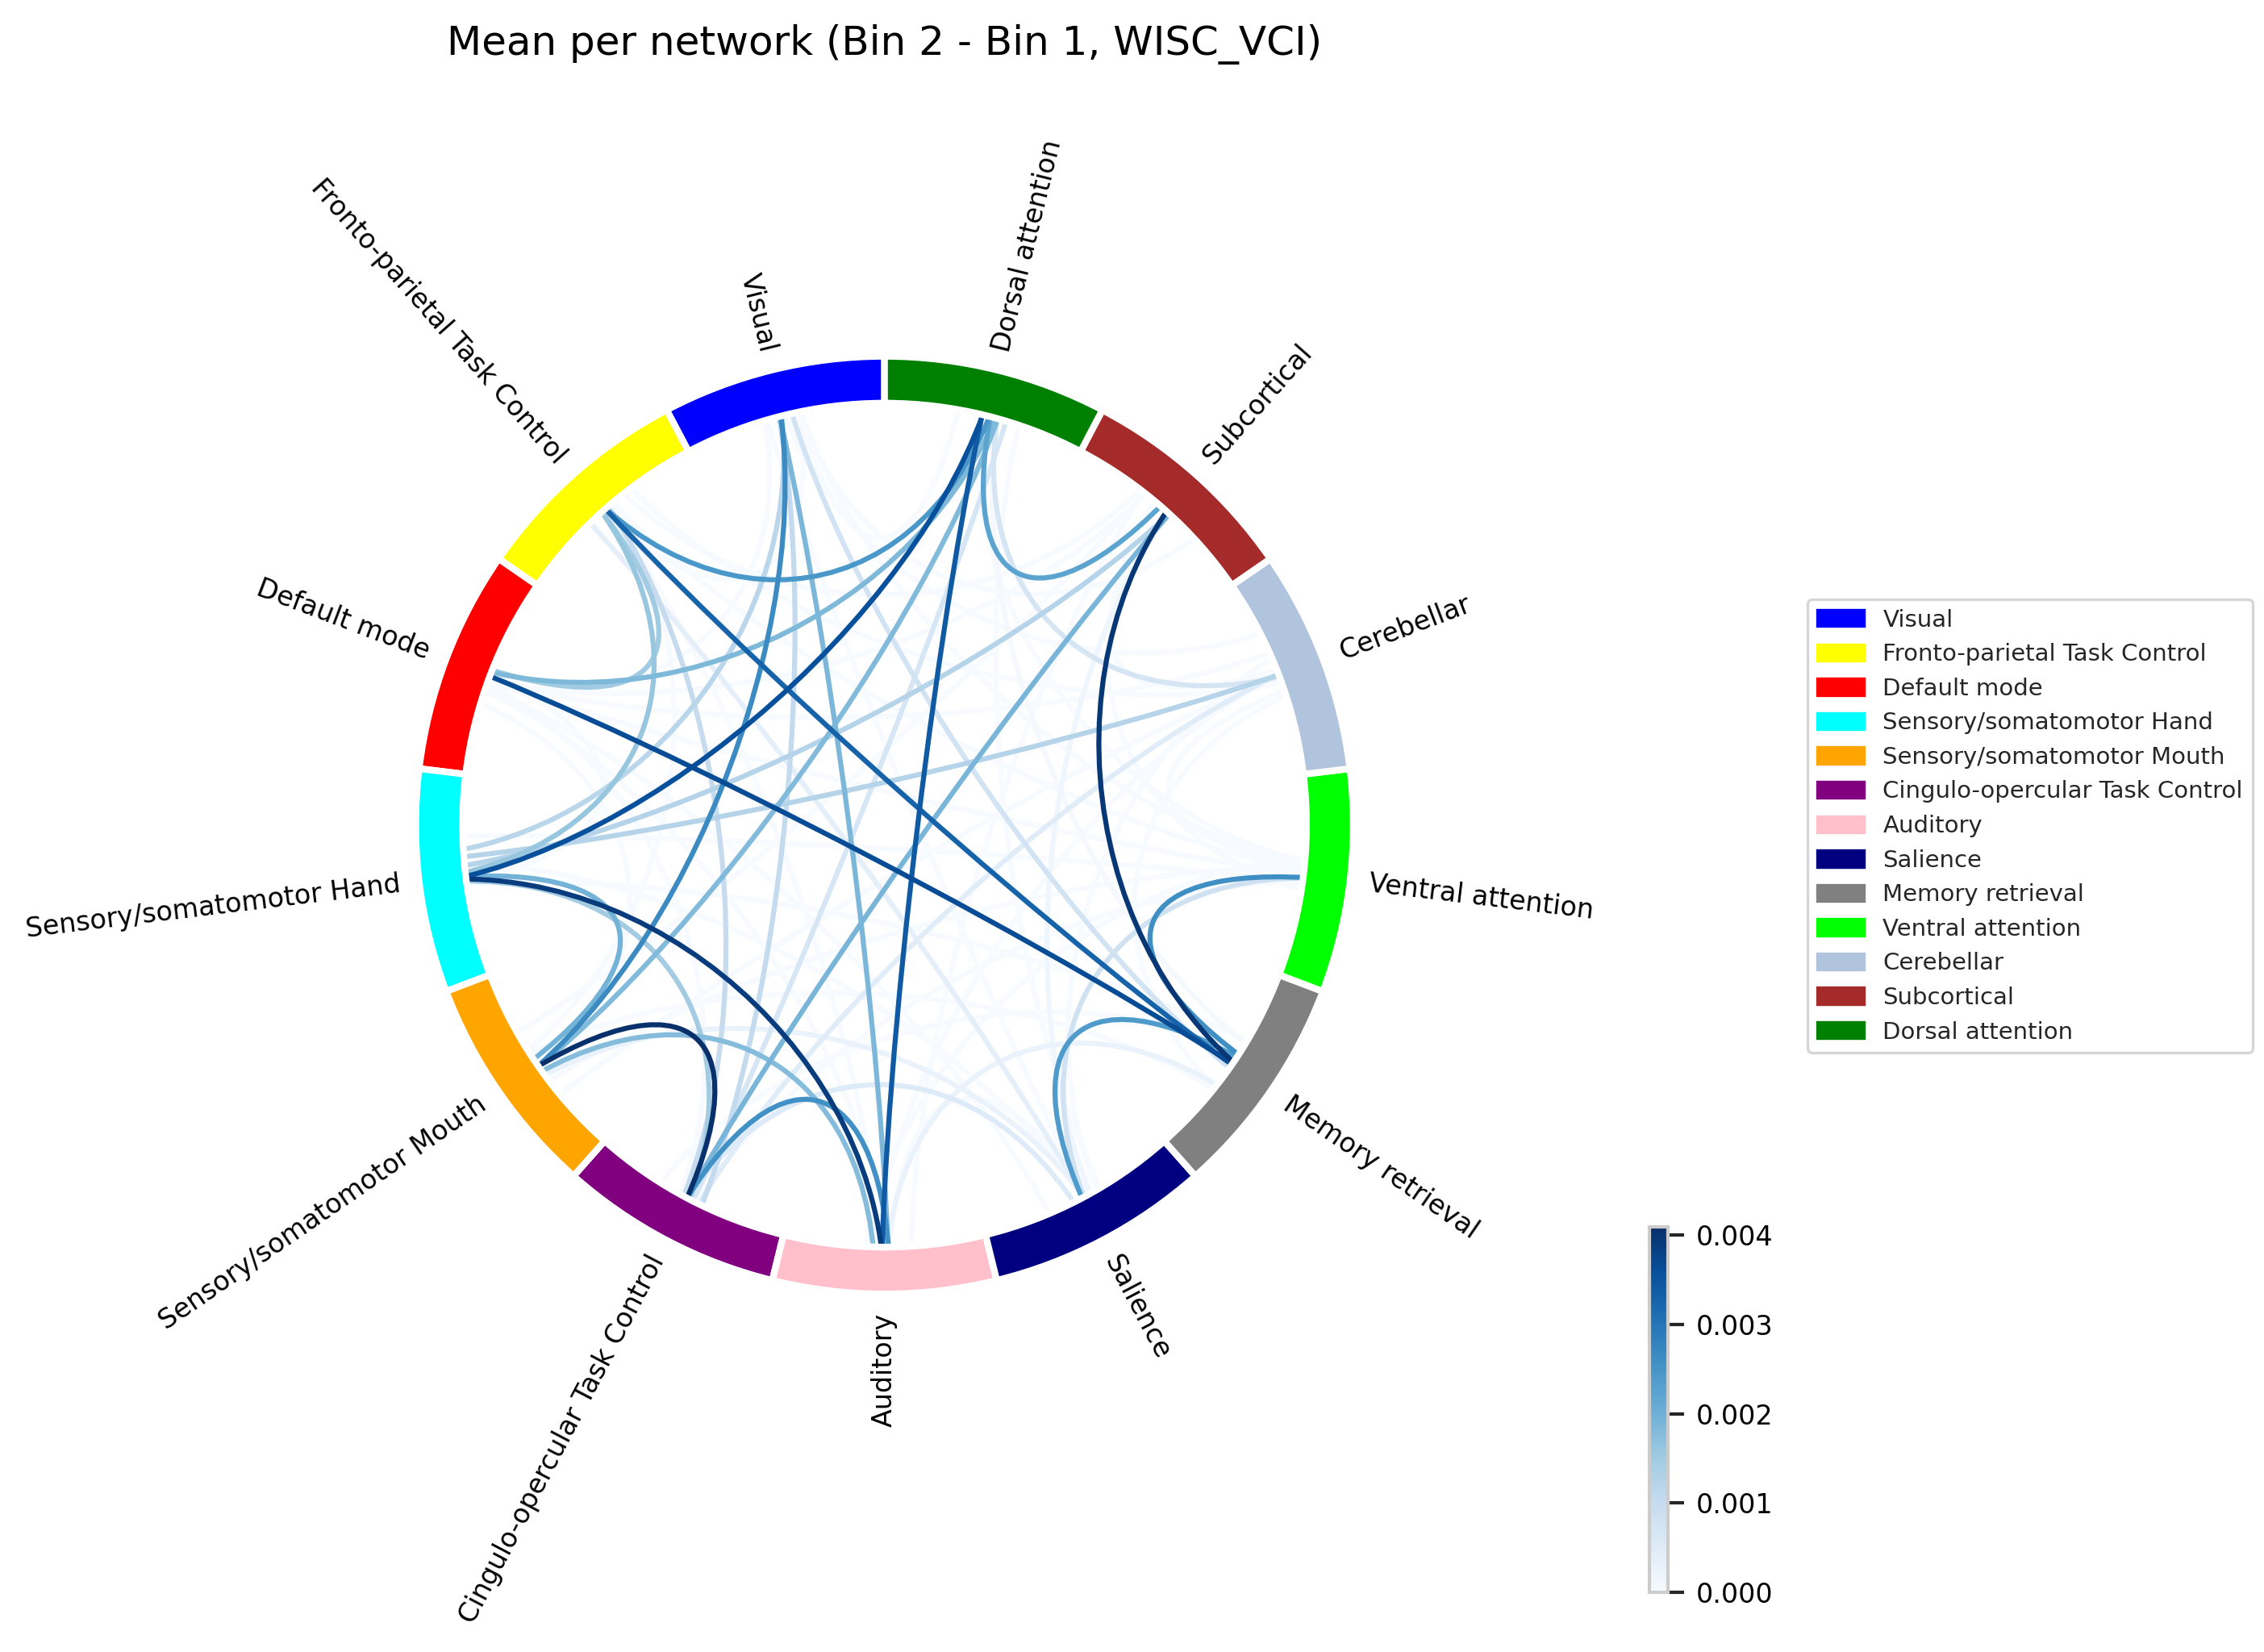 Mean per network (Bin 2 - Bin 1, WISC_VCI)
Visual
Dorsal attention
Fronto-parietal Task Control
Subcortical
Default mode
Cerebellar
Sensory/somatomotor Hand
Ventral attention
Sensory/somatomotor Mouth
Memory retrieval
Cingulo-opercular Task Control
Auditory
Salience
Visual
Fronto-parietal Task Control
Default mode
Sensory/somatomotor Hand
Sensory/somatomotor Mouth
Cingulo-opercular Task Control
Auditory
Salience
Memory retrieval
Ventral attention
Cerebellar
Subcortical
Dorsal attention
0.004
0.003
0.002
0.001
0.000